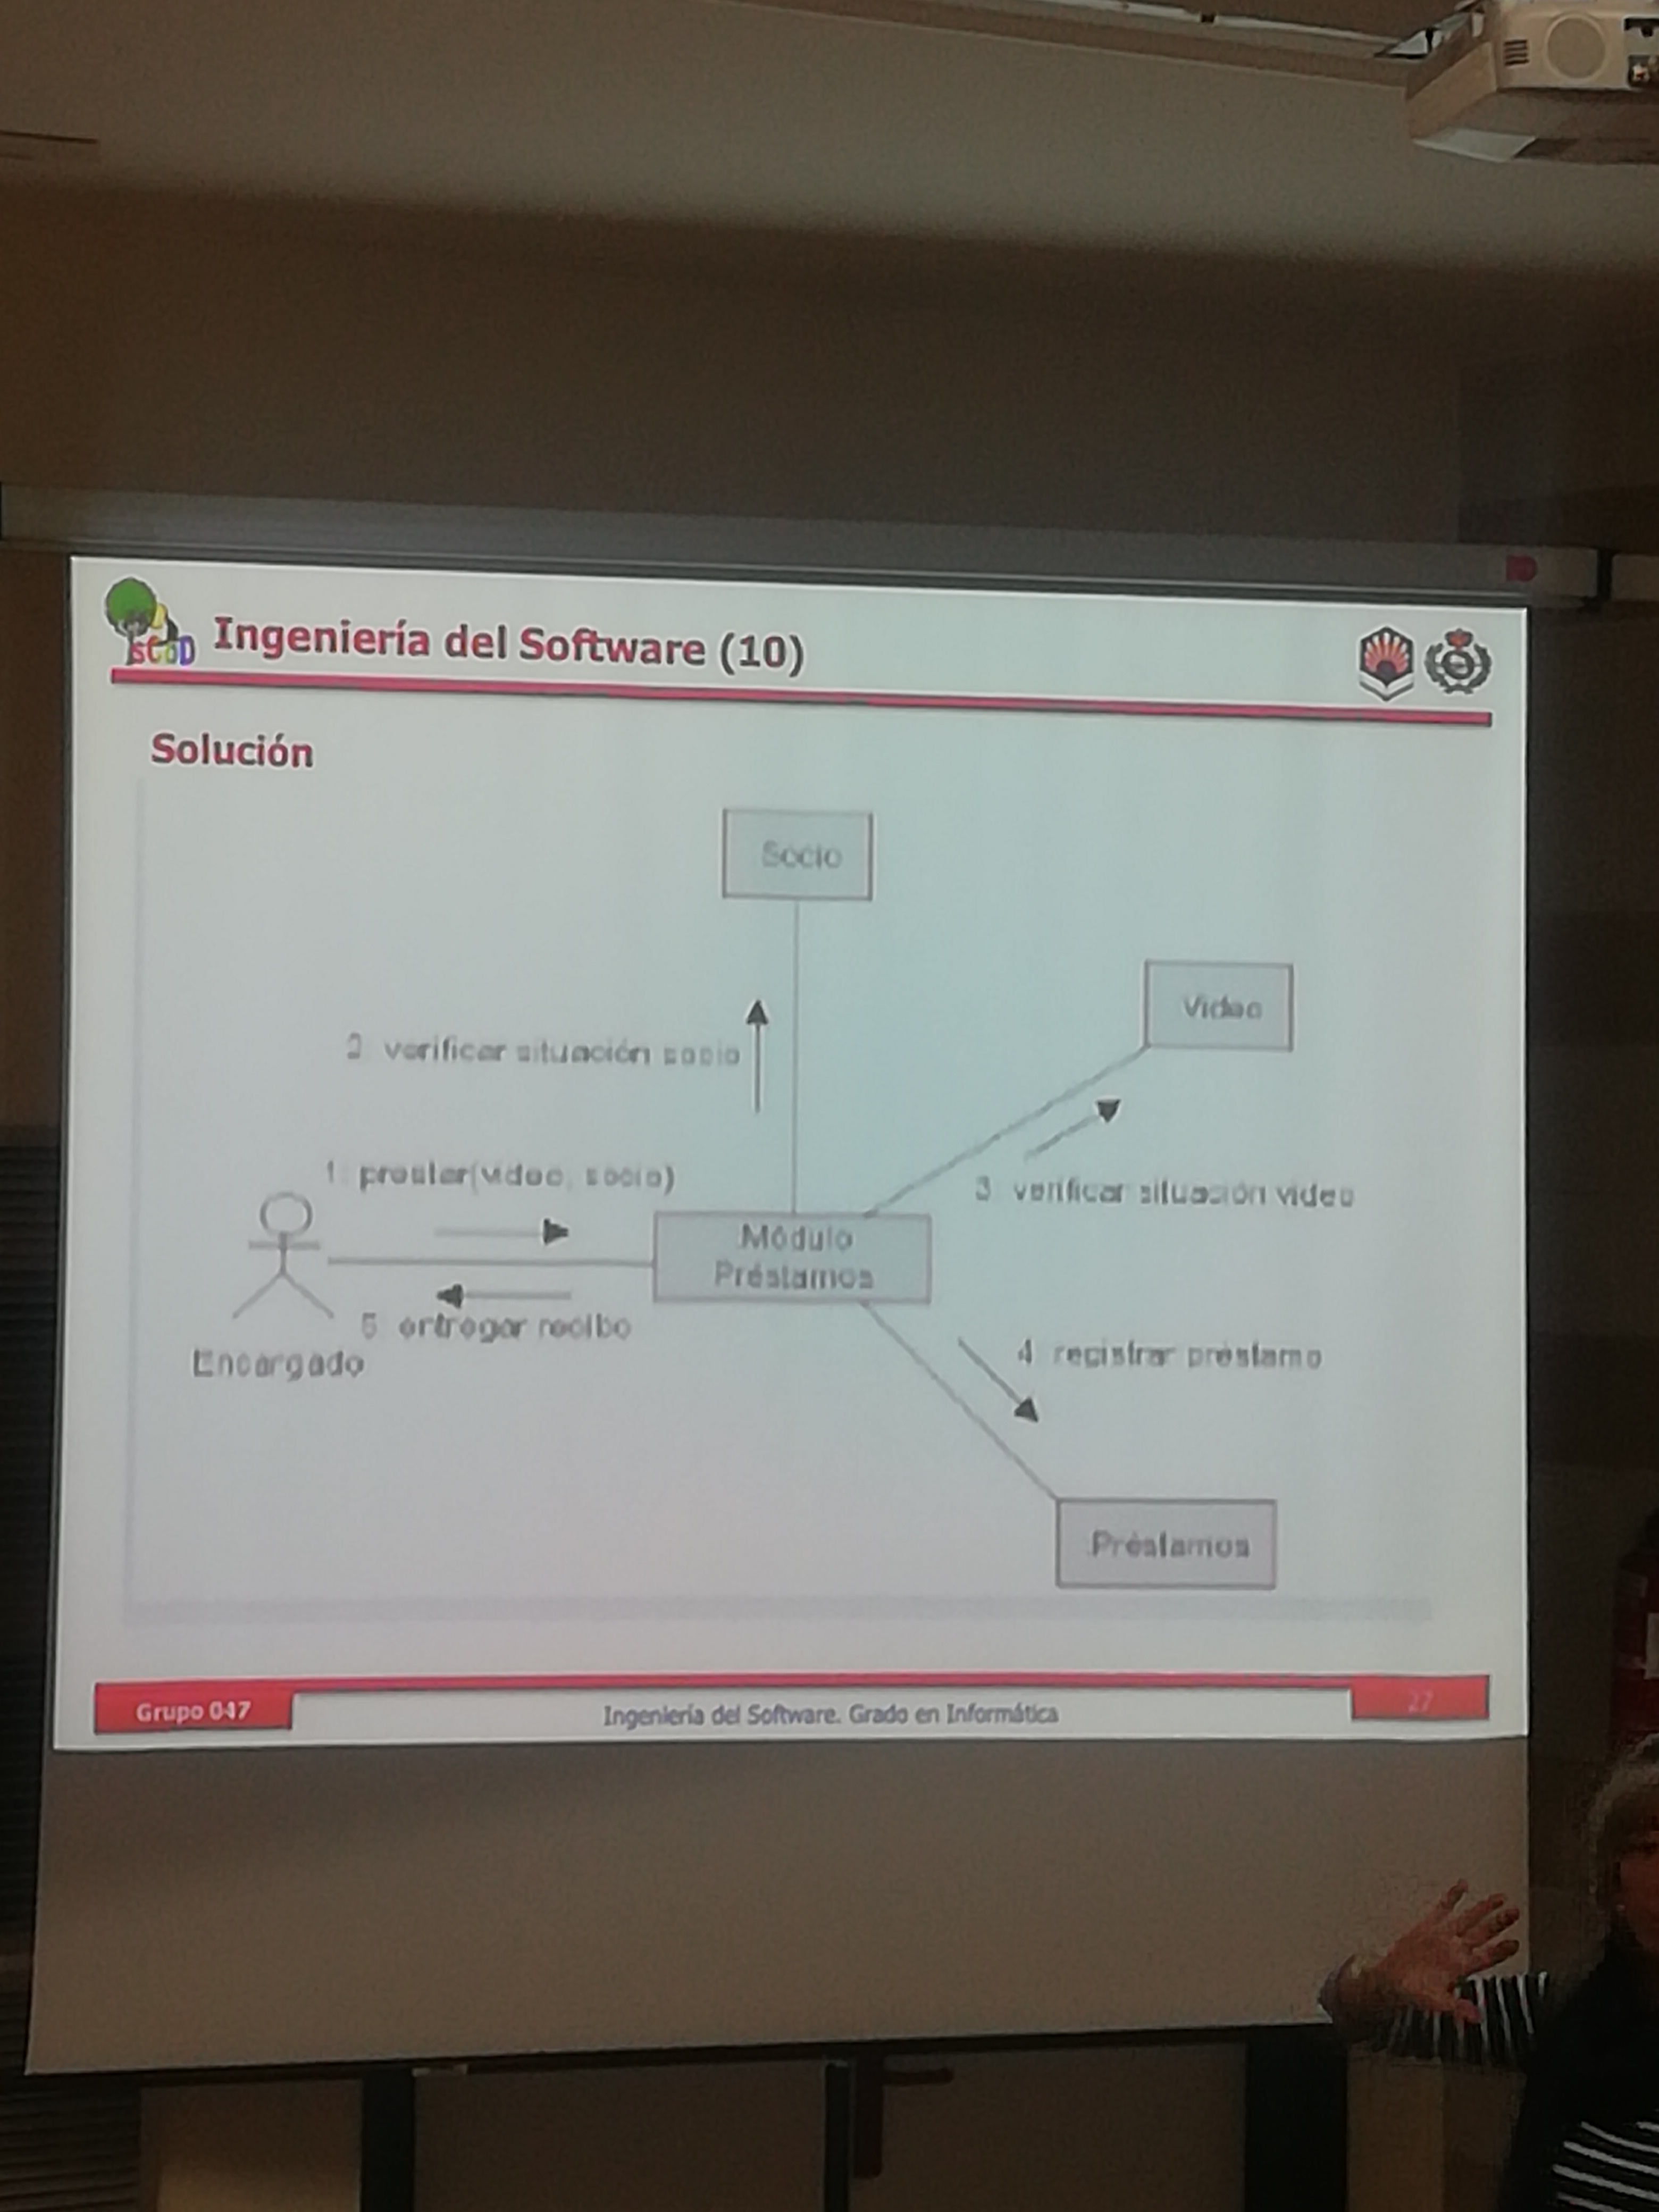 sCBD
Ingeniería del Software (10)
Solución
Socio
Video
2 verificar situación socio
1. prestar(video, socio)
3 verificar situación video
Módulo
Préstamos
5 entregar recibo
Encargado
4 registrar préstamo
Préstamos
Grupo 047
Ingeniería del Software. Grado en Informática
27